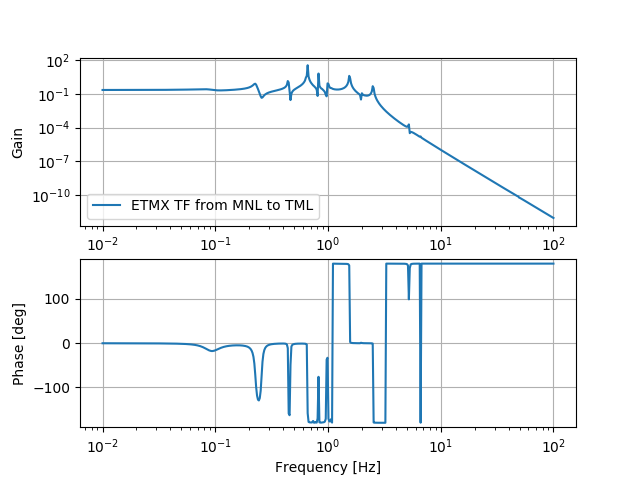 10²
10⁻¹
10⁻⁴
10⁻⁷
10⁻¹⁰
Gain
ETMX TF from MNL to TML
10⁻² 10⁻¹ 10⁰ 10¹ 10²
100
0
−100
Phase [deg]
10⁻² 10⁻¹ 10⁰ 10¹ 10²
Frequency [Hz]